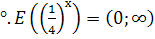 °. E((1/4)^x) = (0;∞)